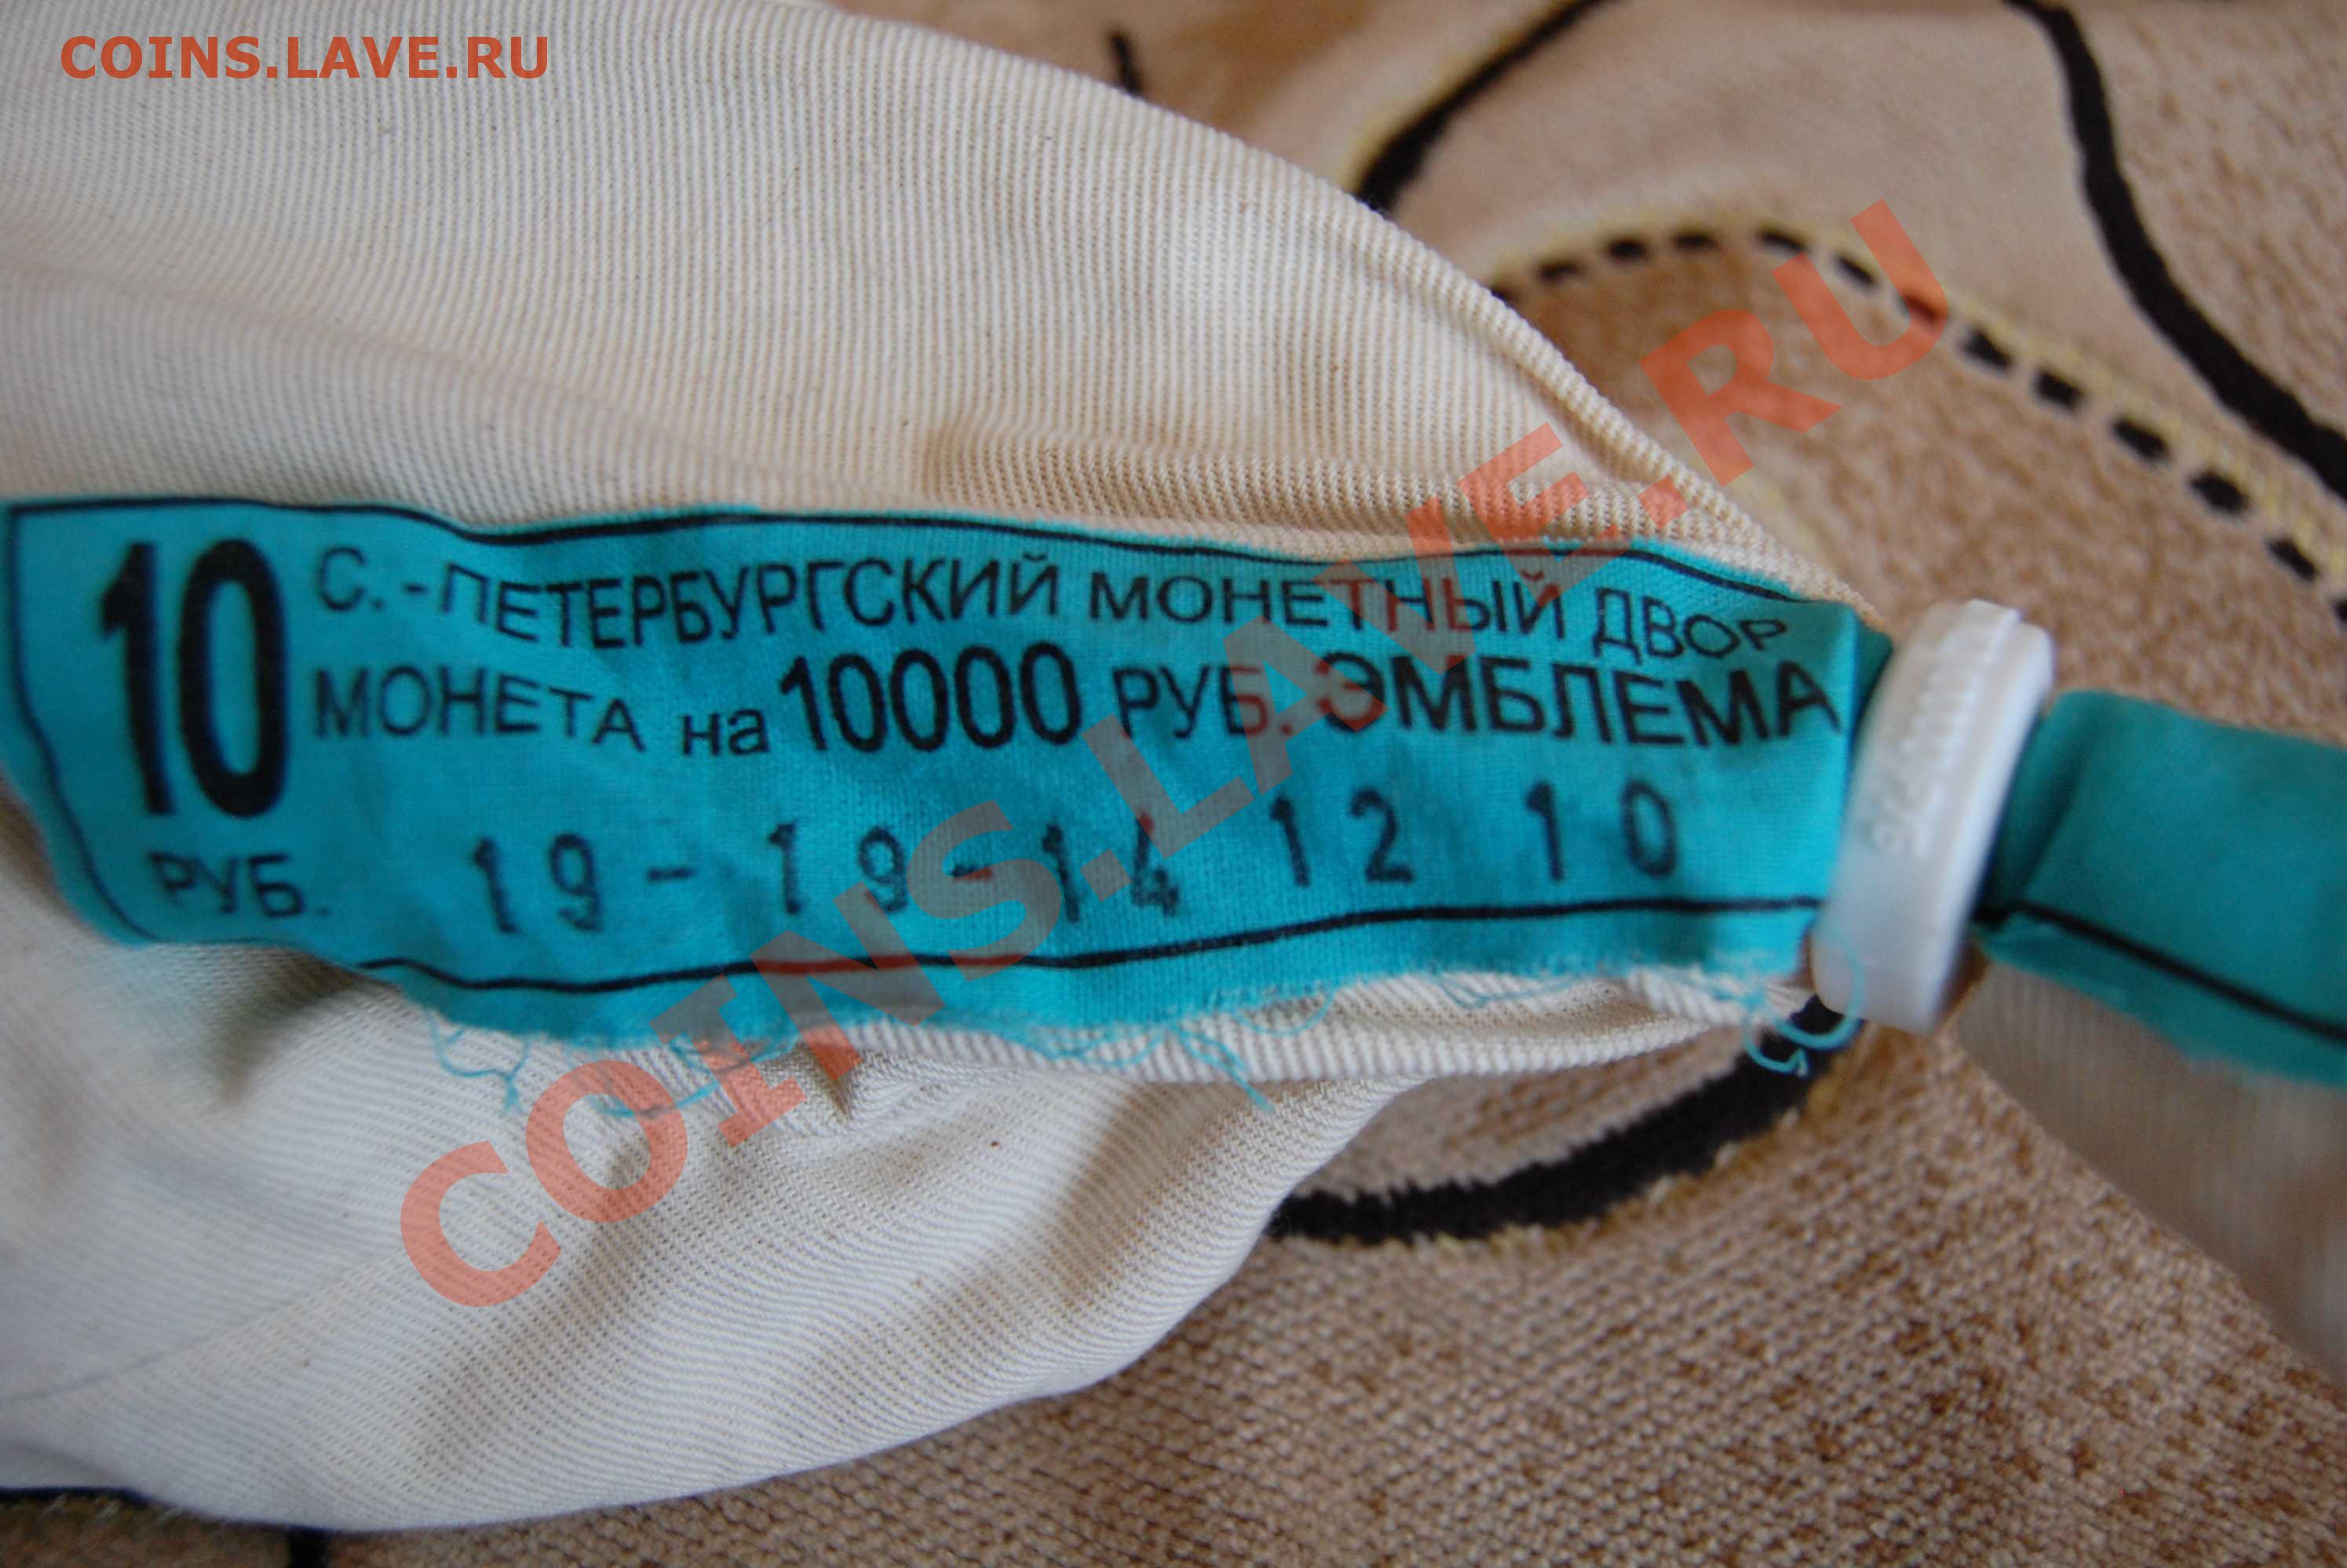 COINS.LAVE.RU
10 С.-ПЕТЕРБУРГСКИЙ МОНЕТНЫЙ ДВОР
МОНЕТА на 10000 РУБ. ЭМБЛЕМА
РУБ. 19-19-14 12 10
COINS.LAVE.RU